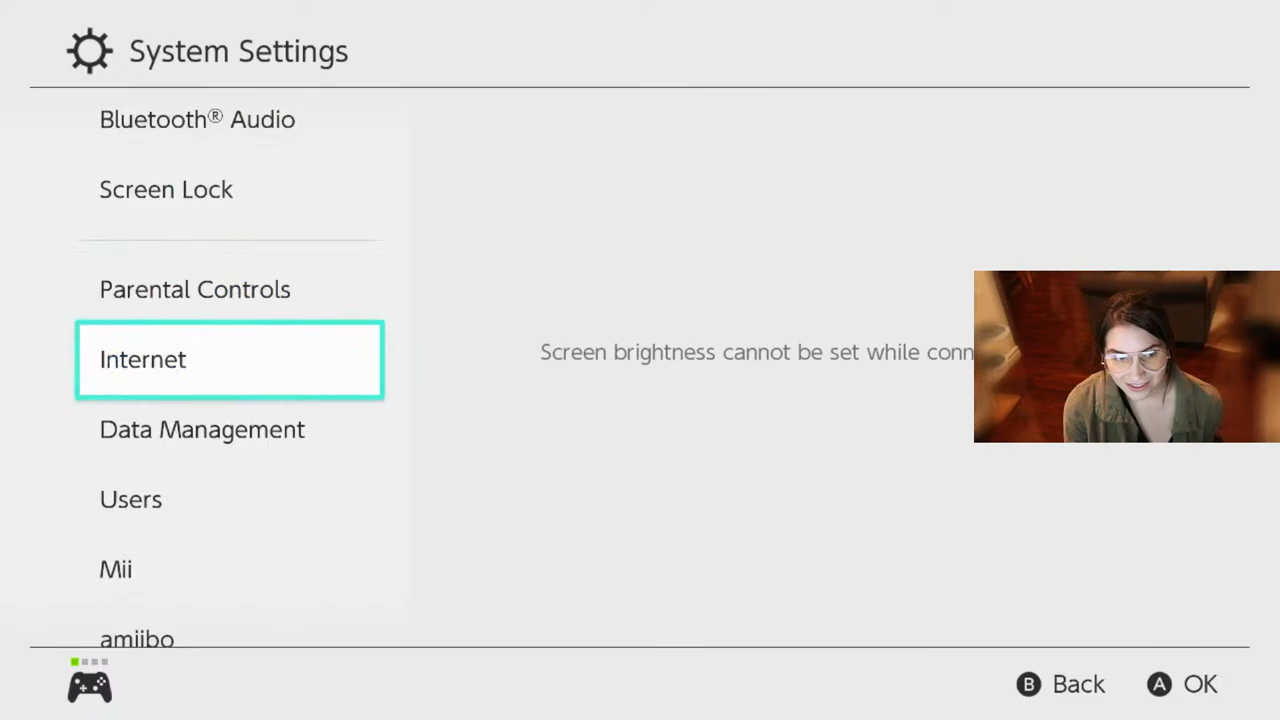 System Settings
Bluetooth® Audio
Screen Lock
Parental Controls
Internet
Screen brightness cannot be set while conn
Data Management
Users
Mii
amiibo
B Back
A OK